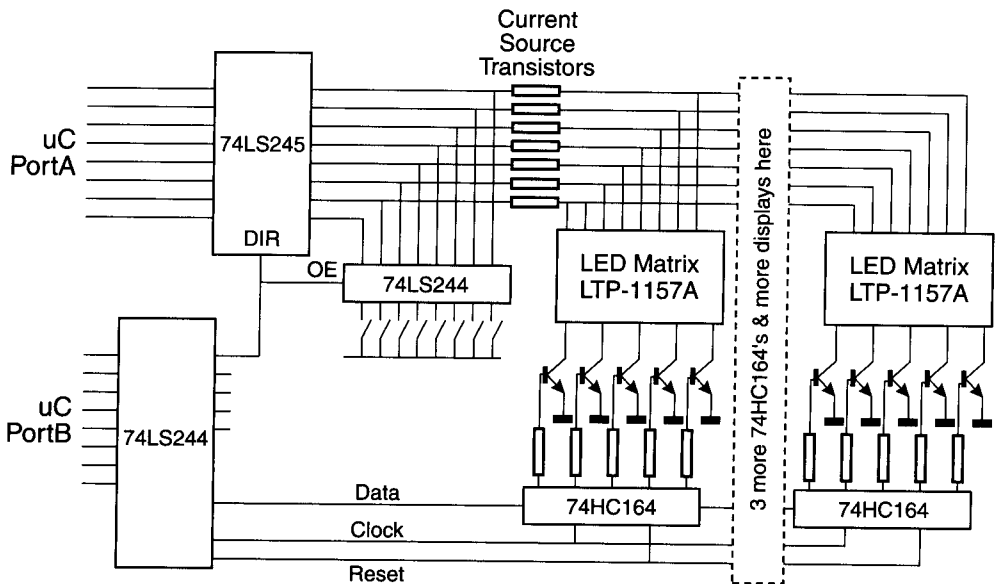 Current
Source
Transistors
uC
PortA
74LS245
DIR
OE
74LS244
LED Matrix
LTP-1157A
3 more 74HC164's & more displays here
LED Matrix
LTP-1157A
uC
PortB
74LS244
Data
74HC164
74HC164
Clock
Reset